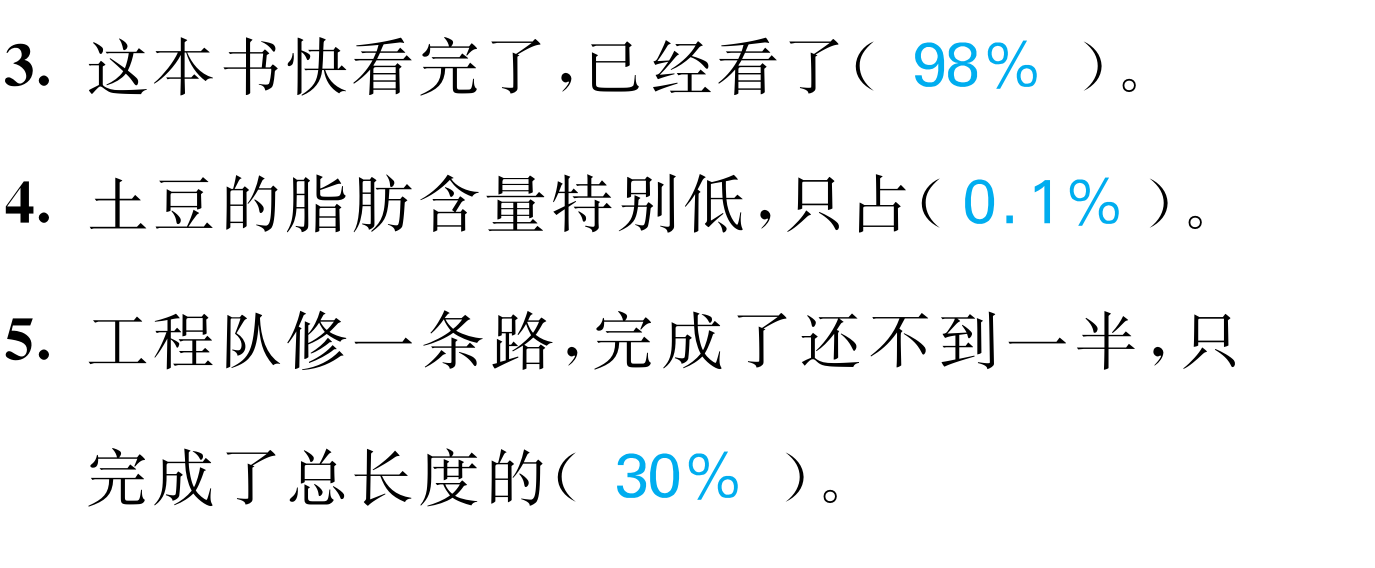 3. 这本书快看完了,已经看了( 98% )。
4. 土豆的脂肪含量特别低,只占( 0.1% )。
5. 工程队修一条路,完成了还不到一半,只
完成了总长度的( 30% )。